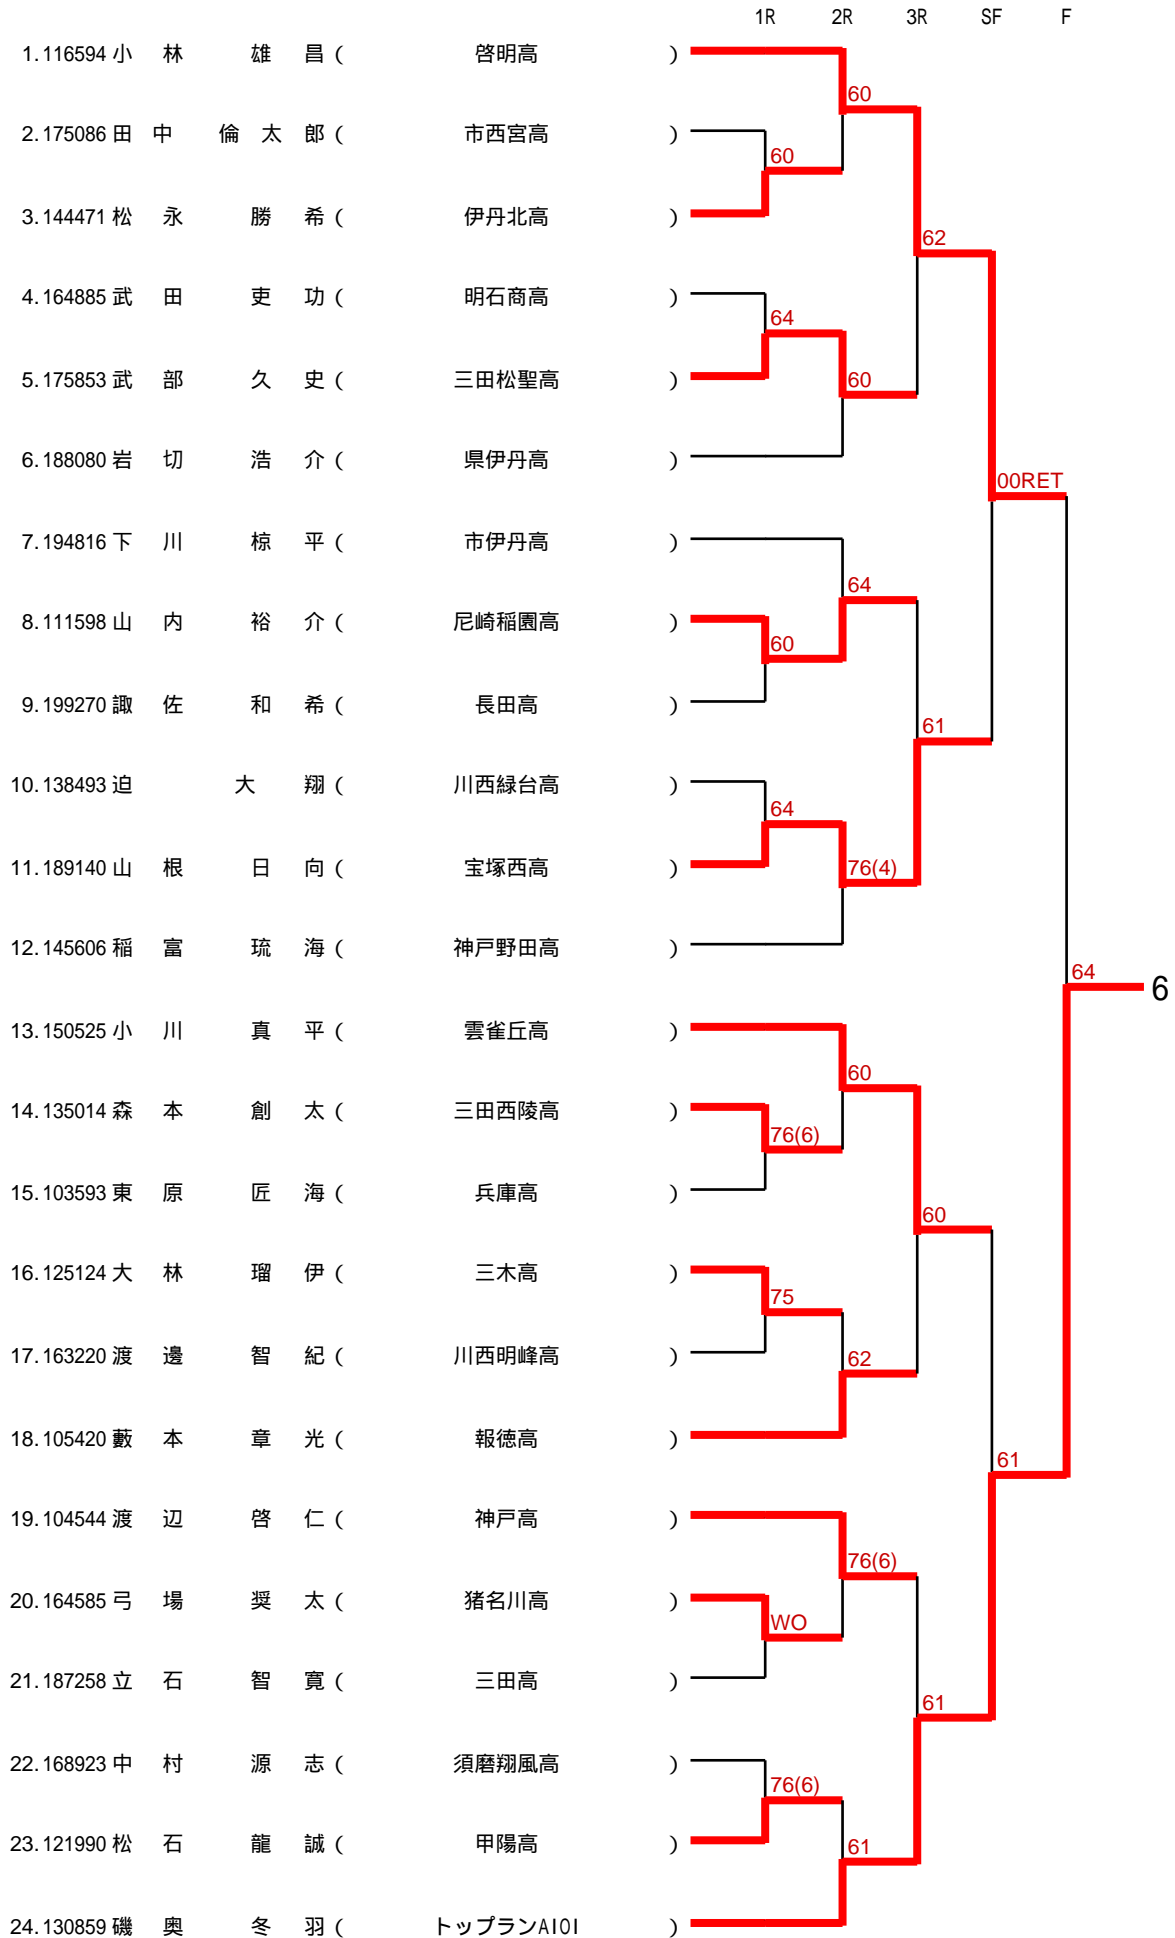 1R 2R 3R SF F
1.116594 小 林 雄 昌 ( 啓明高 )
60
2.175086 田 中 倫 太 郎 ( 市西宮高 )
60
3.144471 松 永 勝 希 ( 伊丹北高 )
62
4.164885 武 田 吏 功 ( 明石商高 )
64
5.175853 武 部 久 史 ( 三田松聖高 ) 60
6.188080 岩 切 浩 介 ( 県伊丹高 )
00RET
7.194816 下 川 椋 平 ( 市伊丹高 )
64
8.111598 山 内 裕 介 ( 尼崎稲園高 )
60
9.199270 諏 佐 和 希 ( 長田高 )
61
10.138493 迫 大 翔 ( 川西緑台高 )
64
11.189140 山 根 日 向 ( 宝塚西高 ) 76(4)
12.145606 稲 富 琉 海 ( 神戸野田高 )
64
6
13.150525 小 川 真 平 ( 雲雀丘高 )
60
14.135014 森 本 創 太 ( 三田西陵高 )
76(6)
15.103593 東 原 匠 海 ( 兵庫高 )
60
16.125124 大 林 瑠 伊 ( 三木高 )
75
17.163220 渡 邊 智 紀 ( 川西明峰高 ) 62
18.105420 藪 本 章 光 ( 報徳高 )
61
19.104544 渡 辺 啓 仁 ( 神戸高 )
76(6)
20.164585 弓 場 奨 太 ( 猪名川高 )
WO
21.187258 立 石 智 寛 ( 三田高 )
61
22.168923 中 村 源 志 ( 須磨翔風高 )
76(6)
23.121990 松 石 龍 誠 ( 甲陽高 ) 61
24.130859 磯 奥 冬 羽 ( トップランAIOI )